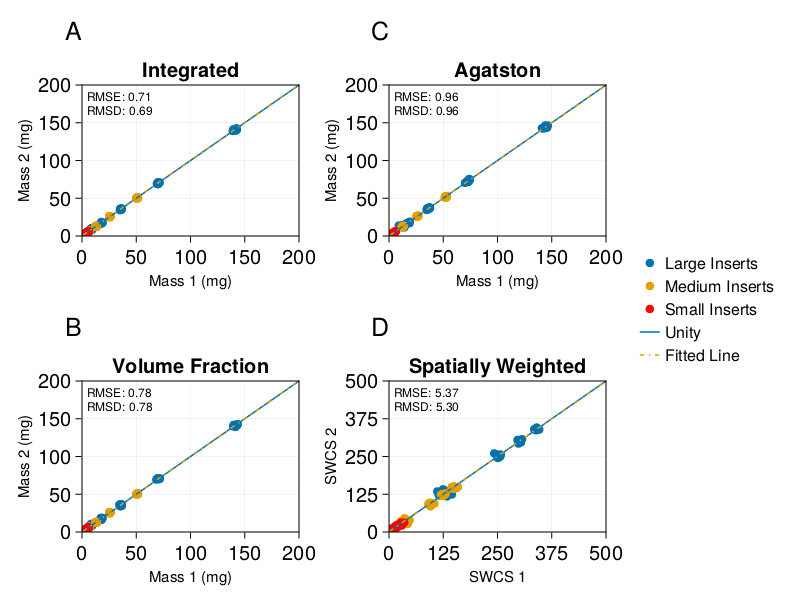 A
Integrated
RMSE: 0.71
RMSD: 0.69
200
150
100
50
0
Mass 2 (mg)
0 50 100 150 200
Mass 1 (mg)
C
Agatston
RMSE: 0.96
RMSD: 0.96
200
150
100
50
0
Mass 2 (mg)
0 50 100 150 200
Mass 1 (mg)
B
Volume Fraction
RMSE: 0.78
RMSD: 0.78
200
150
100
50
0
Mass 2 (mg)
0 50 100 150 200
Mass 1 (mg)
D
Spatially Weighted
RMSE: 5.37
RMSD: 5.30
500
375
250
125
0
SWCS 2
0 125 250 375 500
SWCS 1
Large Inserts
Medium Inserts
Small Inserts
Unity
Fitted Line